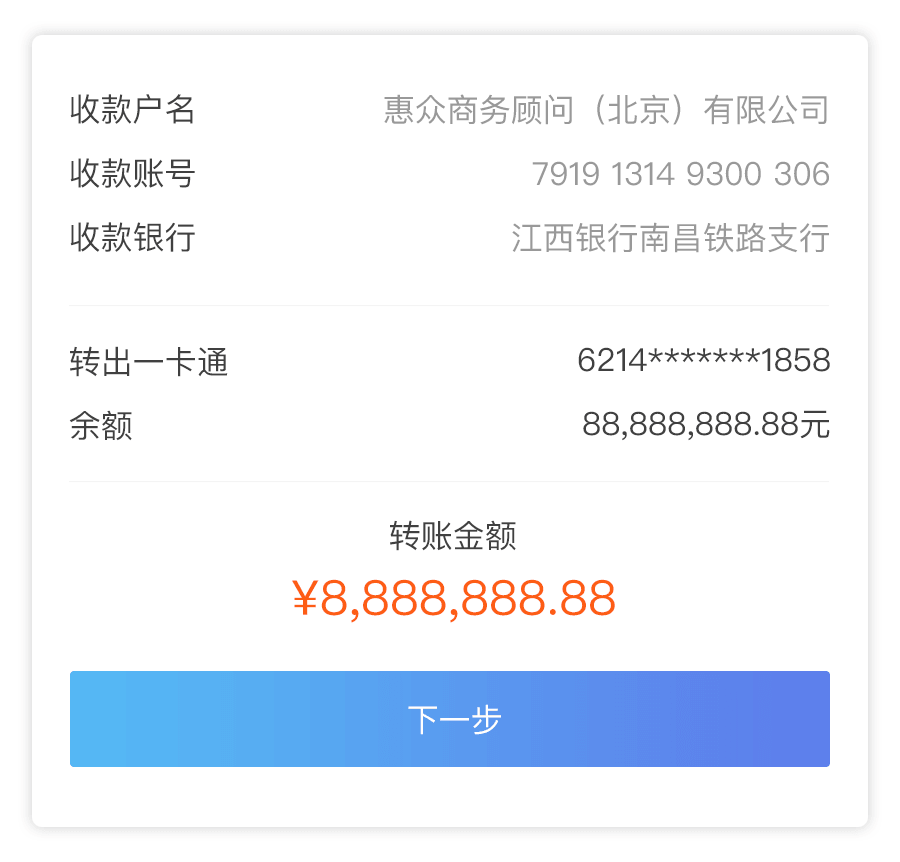 收款户名 惠众商务顾问（北京）有限公司
收款账号 7919 1314 9300 306
收款银行 江西银行南昌铁路支行
转出一卡通 6214*******1858
余额 88,888,888.88元
转账金额
¥8,888,888.88
下一步